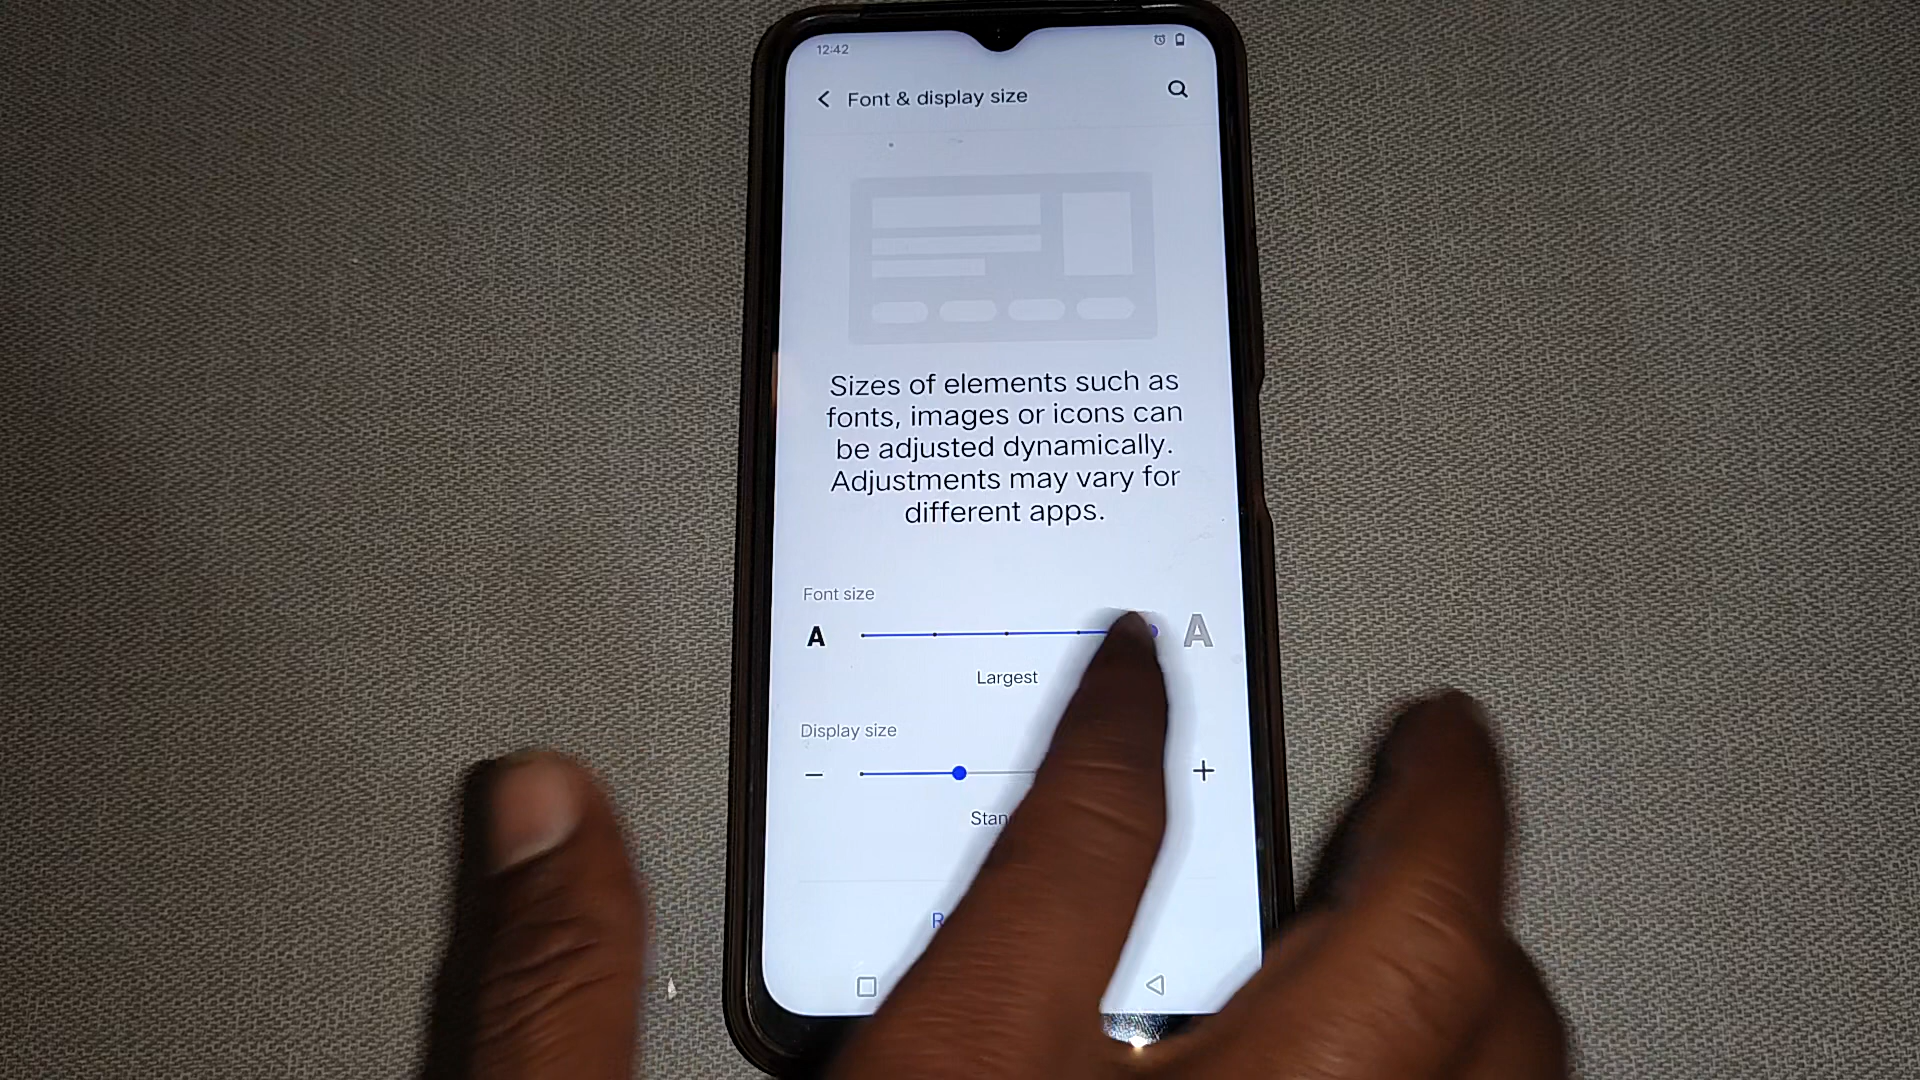 12:42
Font & display size
Sizes of elements such as
fonts, images or icons can
be adjusted dynamically.
Adjustments may vary for
different apps.
Font size
A A
Largest
Display size